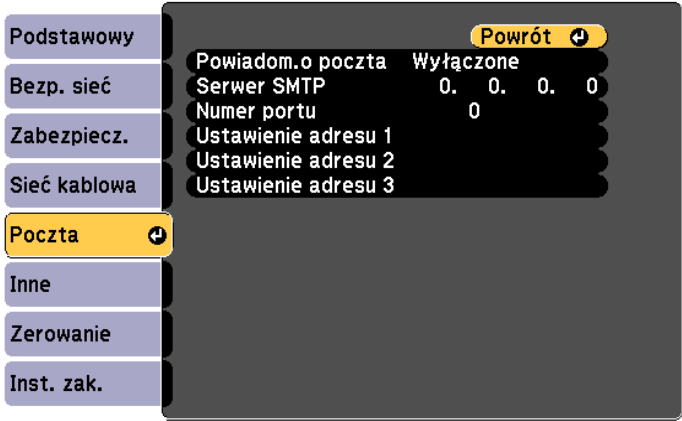 Podstawowy
Bezp. sieć
Zabezpiecz.
Sieć kablowa
Poczta
Inne
Zerowanie
Inst. zak.
Powrót
Powiadom.o poczta Wyłączone
Serwer SMTP 0. 0. 0. 0
Numer portu 0
Ustawienie adresu 1
Ustawienie adresu 2
Ustawienie adresu 3